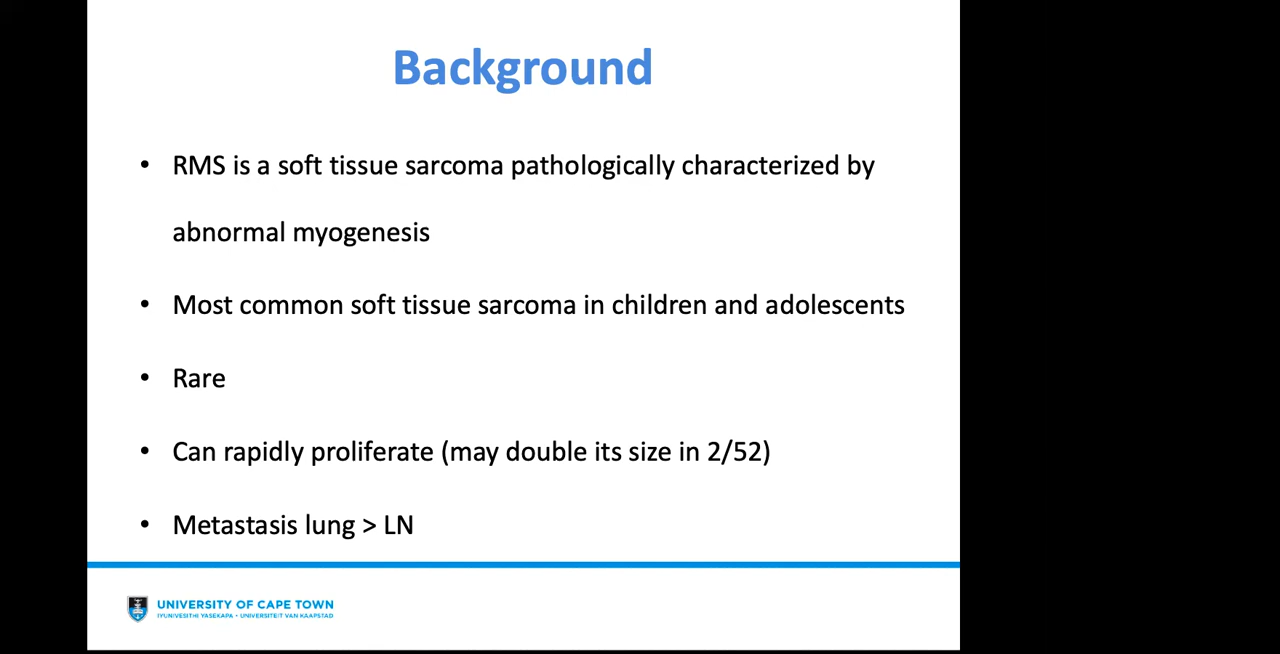 Background
• RMS is a soft tissue sarcoma pathologically characterized by
abnormal myogenesis
• Most common soft tissue sarcoma in children and adolescents
• Rare
• Can rapidly proliferate (may double its size in 2/52)
• Metastasis lung > LN
UNIVERSITY OF CAPE TOWN
IYUNIVESITHI YASEKAPA • UNIVERSITEIT VAN KAAPSTAD